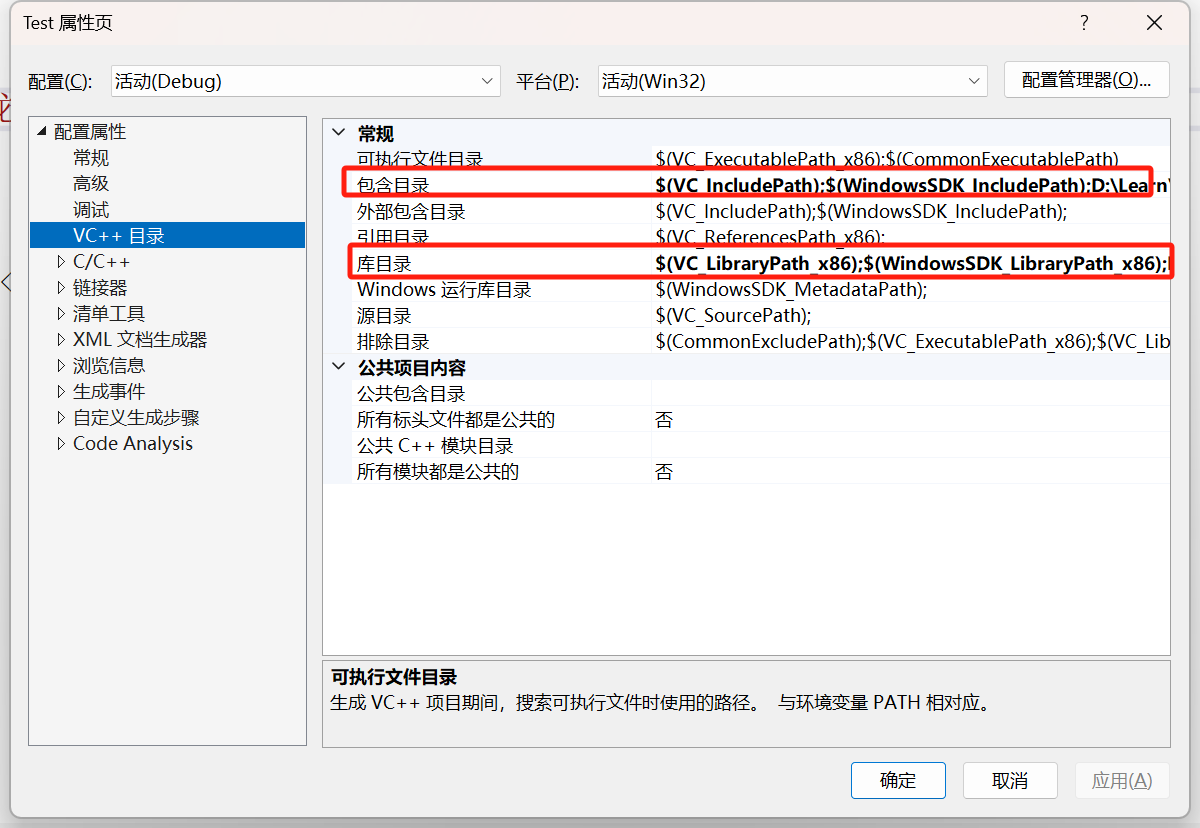 Test 属性页
配置(C): 活动(Debug) 平台(P): 活动(Win32) 配置管理器(O)...
配置属性
常规
高级
调试
VC++ 目录
C/C++
链接器
清单工具
XML 文档生成器
浏览信息
生成事件
自定义生成步骤
Code Analysis
常规
可执行文件目录 $(VC_ExecutablePath_x86);$(CommonExecutablePath)
包含目录 $(VC_IncludePath);$(WindowsSDK_IncludePath);D:\Learn\
外部包含目录 $(VC_IncludePath);$(WindowsSDK_IncludePath);
引用目录 $(VC_ReferencesPath_x86);
库目录 $(VC_LibraryPath_x86);$(WindowsSDK_LibraryPath_x86);
Windows 运行库目录 $(WindowsSDK_MetadataPath);
源目录 $(VC_SourcePath);
排除目录 $(CommonExcludePath);$(VC_ExecutablePath_x86);$(VC_Lib
公共项目内容
公共包含目录
所有标头文件都是公共的 否
公共 C++ 模块目录
所有模块都是公共的 否
可执行文件目录
生成 VC++ 项目期间，搜索可执行文件时使用的路径。 与环境变量 PATH 相对应。
确定 取消 应用(A)